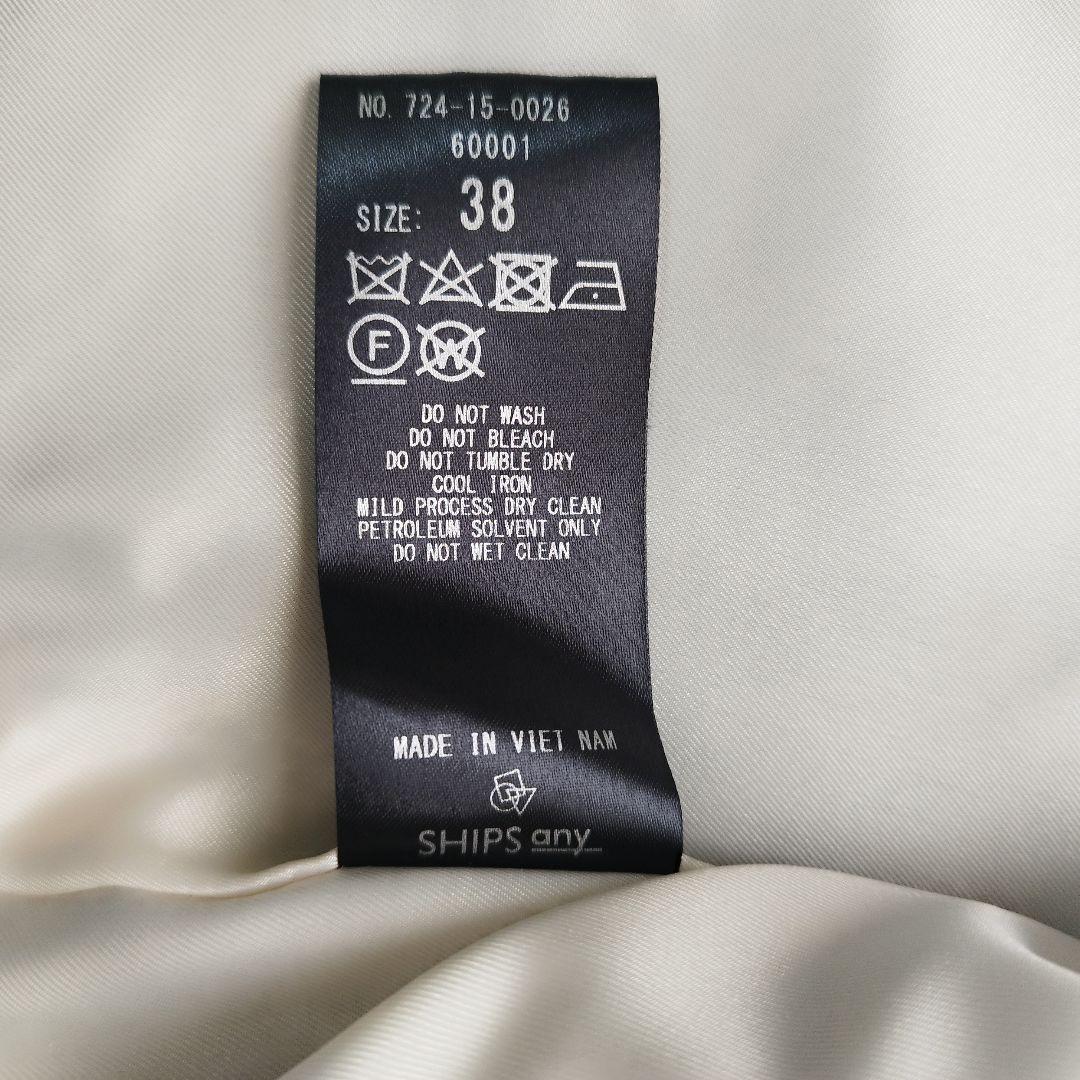 NO. 724-15-0026
60001
SIZE: 38
F W
DO NOT WASH
DO NOT BLEACH
DO NOT TUMBLE DRY
COOL IRON
MILD PROCESS DRY CLEAN
PETROLEUM SOLVENT ONLY
DO NOT WET CLEAN
MADE IN VIET NAM
SHIPS any